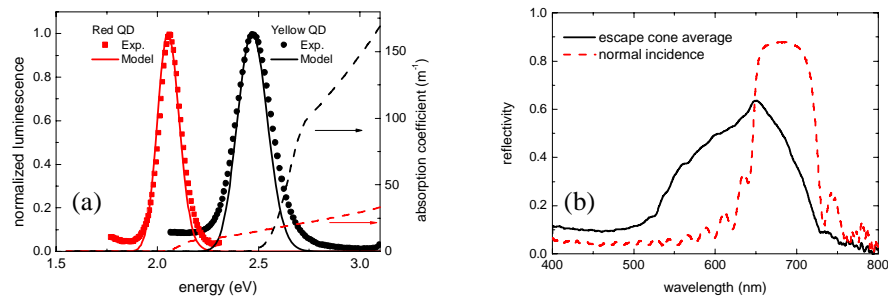 Red QD
Exp.
Model
Yellow QD
Exp.
Model
1.0
0.8
0.6
0.4
0.2
0.0
normalized luminescence
150
100
50
0
absorption coefficient (m⁻¹)
(a)
1.5 2.0 2.5 3.0
energy (eV)
escape cone average
normal incidence
1.0
0.8
0.6
0.4
0.2
0.0
reflectivity
(b)
400 500 600 700 800
wavelength (nm)